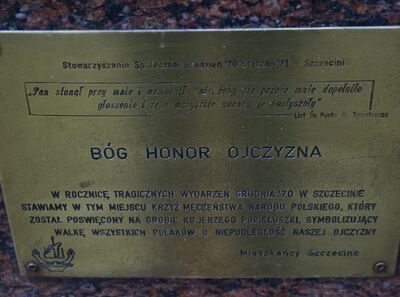 Stowarzyszenie Społeczne Grudzień '70 Styczeń '71 - Szczecin
„Pan stanął przy mnie i wzmocnił mnie, żeby się przeze mnie dopełniło
głoszenie i żeby wszystkie narody je posłyszały"
List Św. Pawła do Tymoteusza
BÓG HONOR OJCZYZNA
W ROCZNICĘ TRAGICZNYCH WYDARZEŃ GRUDNIA '70 W SZCZECINIE
STAWIAMY W TYM MIEJSCU KRZYŻ MĘCZEŃSTWA NARODU POLSKIEGO, KTÓRY
ZOSTAŁ POŚWIĘCONY NA GROBIE KS. JERZEGO POPIEŁUSZKI, SYMBOLIZUJĄCY
WALKĘ WSZYSTKICH POLAKÓW O NIEPODLEGŁOŚĆ NASZEJ OJCZYZNY
Mieszkańcy Szczecina